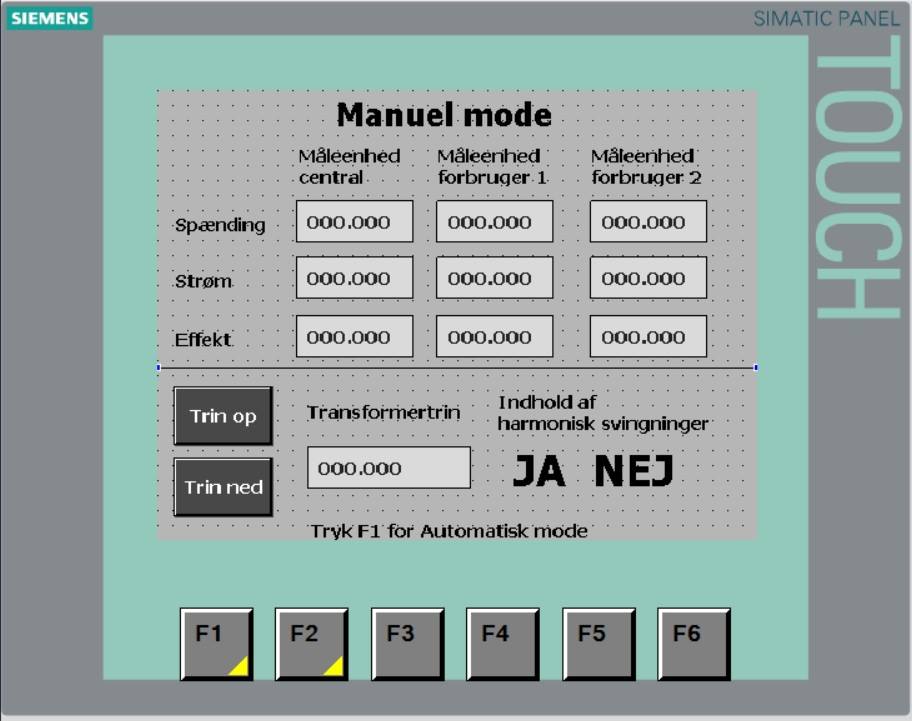 SIEMENS
SIMATIC PANEL
TOUCH
Manuel mode
Måleenhed central
Måleenhed forbruger 1
Måleenhed forbruger 2
Spænding 000.000 000.000 000.000
Strøm 000.000 000.000 000.000
Effekt 000.000 000.000 000.000
Trin op
Trin ned
Transformertrin
000.000
Indhold af
harmonisk svingninger
JA NEJ
Tryk F1 for Automatisk mode
F1 F2 F3 F4 F5 F6